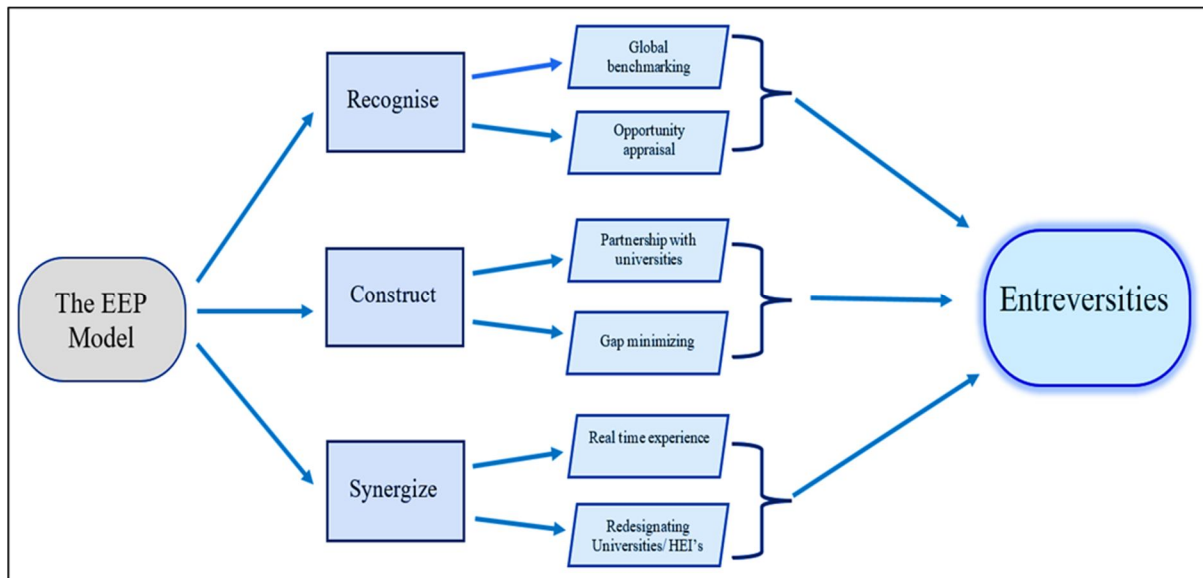 The EEP
Model
Recognise
Global
benchmarking
Opportunity
appraisal
Construct
Partnership with
universities
Gap minimizing
Synergize
Real time experience
Redesignating
Universities/ HEI's
Entreversities